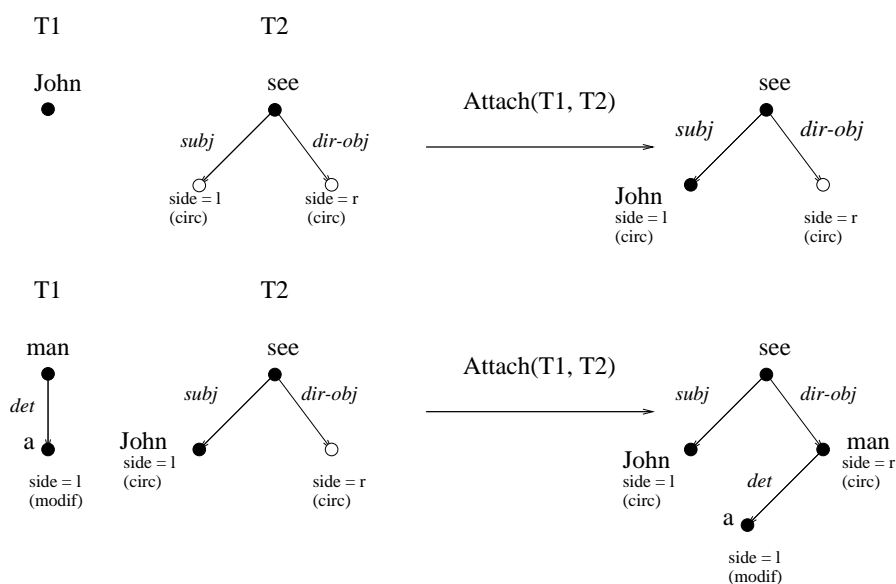 T1 T2
John see
Attach(T1, T2)
see
subj dir-obj
subj dir-obj
side = l side = r
(circ) (circ)
John
side = l side = r
(circ) (circ)
T1 T2
man see
Attach(T1, T2)
see
det subj dir-obj
subj dir-obj
a John
side = l side = r
(circ) (circ)
side = l
(modif)
John man
side = l side = r
(circ) (circ)
det
a
side = l
(modif)